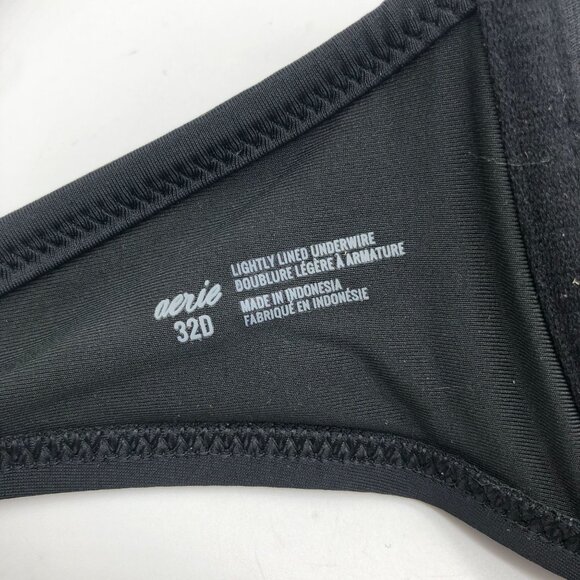 aerie
32D
LIGHTLY LINED UNDERWIRE
DOUBLURE LÉGÈRE À ARMATURE
MADE IN INDONESIA
FABRIQUÉ EN INDONÉSIE